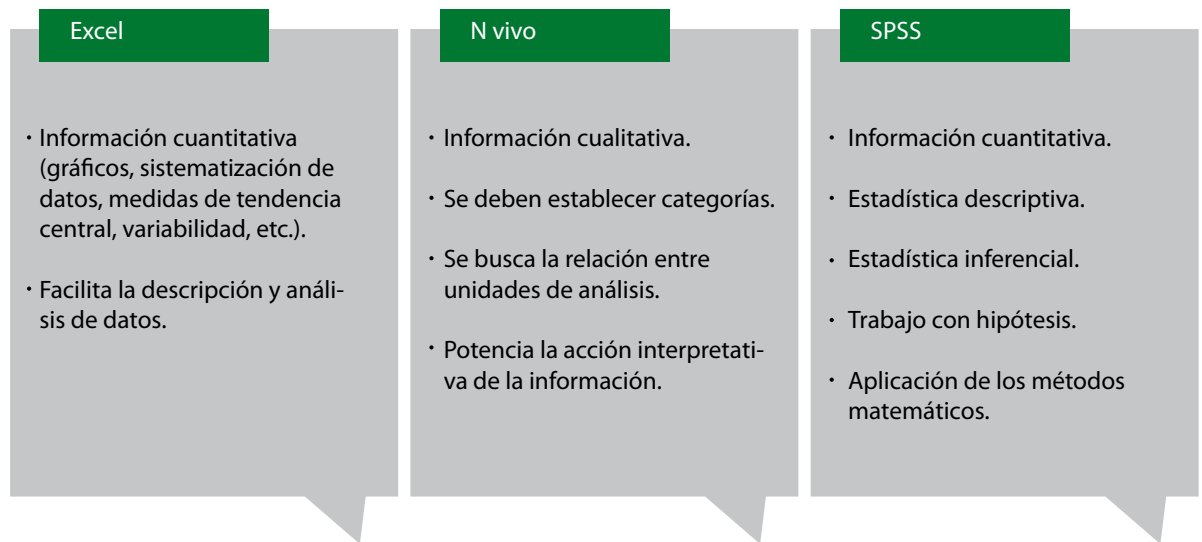 Excel
· Información cuantitativa
(gráficos, sistematización de
datos, medidas de tendencia
central, variabilidad, etc.).
· Facilita la descripción y análi-
sis de datos.
N vivo
· Información cualitativa.
· Se deben establecer categorías.
· Se busca la relación entre
unidades de análisis.
· Potencia la acción interpretati-
va de la información.
SPSS
· Información cuantitativa.
· Estadística descriptiva.
· Estadística inferencial.
· Trabajo con hipótesis.
· Aplicación de los métodos
matemáticos.